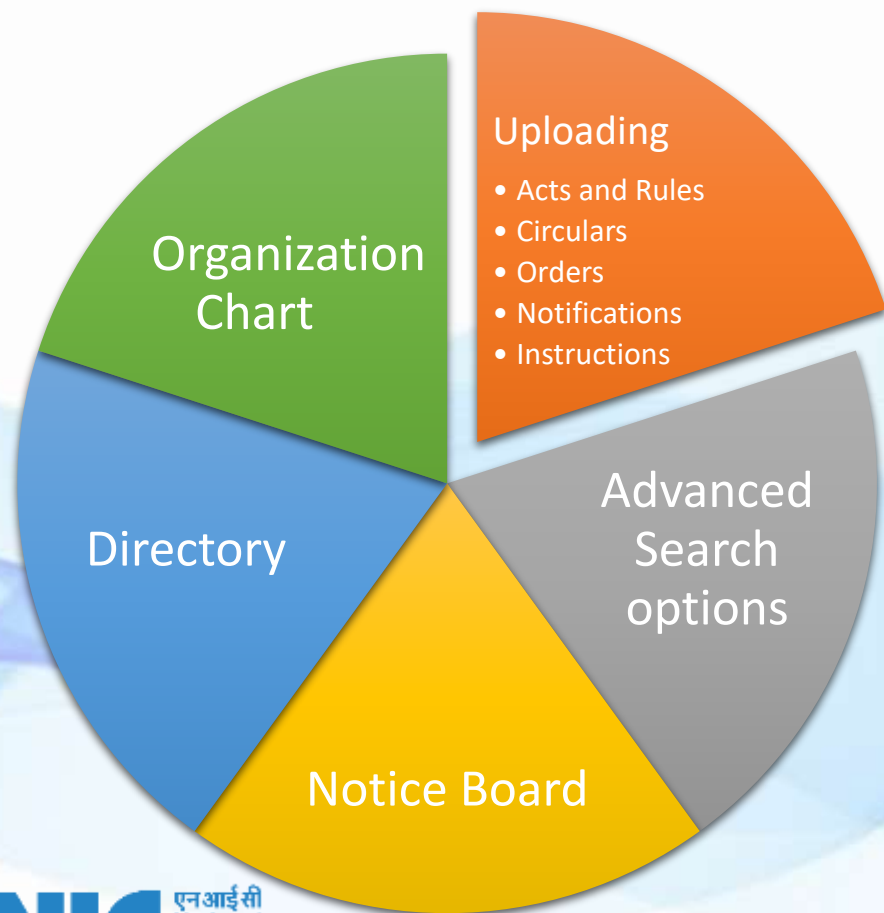 Uploading
• Acts and Rules
• Circulars
• Orders
• Notifications
• Instructions
Organization
Chart
Advanced
Search
options
Directory
Notice Board
एनआईसी